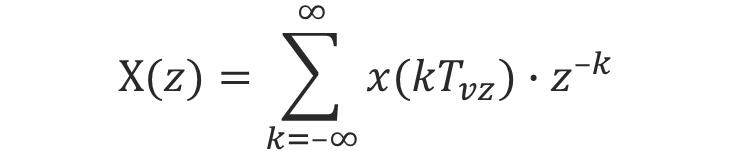 X(z) = ∑_{k=−∞}^{∞} x(kT_{vz}) · z^{−k}